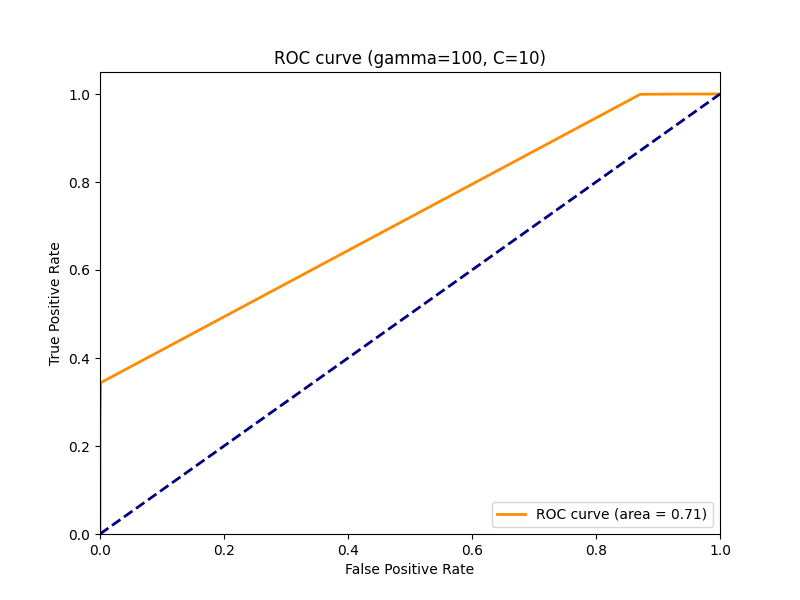 ROC curve (gamma=100, C=10)
True Positive Rate
1.0
0.8
0.6
0.4
0.2
0.0
0.0 0.2 0.4 0.6 0.8 1.0
False Positive Rate
ROC curve (area = 0.71)